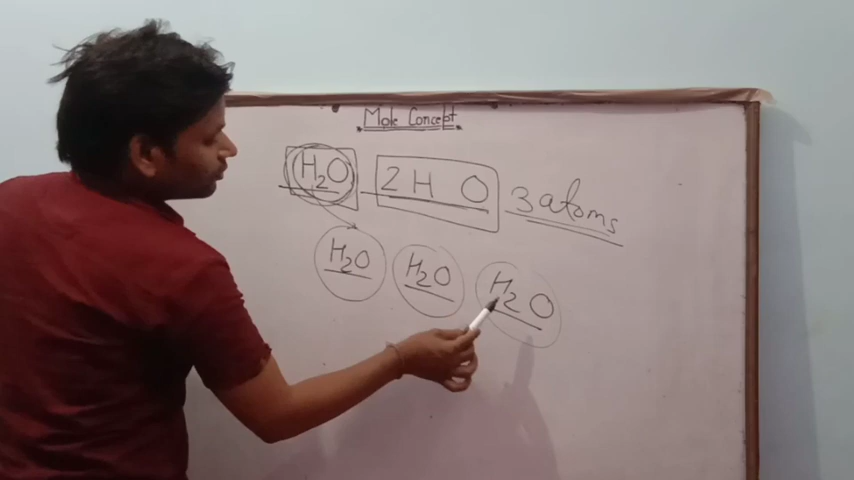 Mole Concept
H₂O 2 H O 3 atoms
H₂O H₂O H₂O